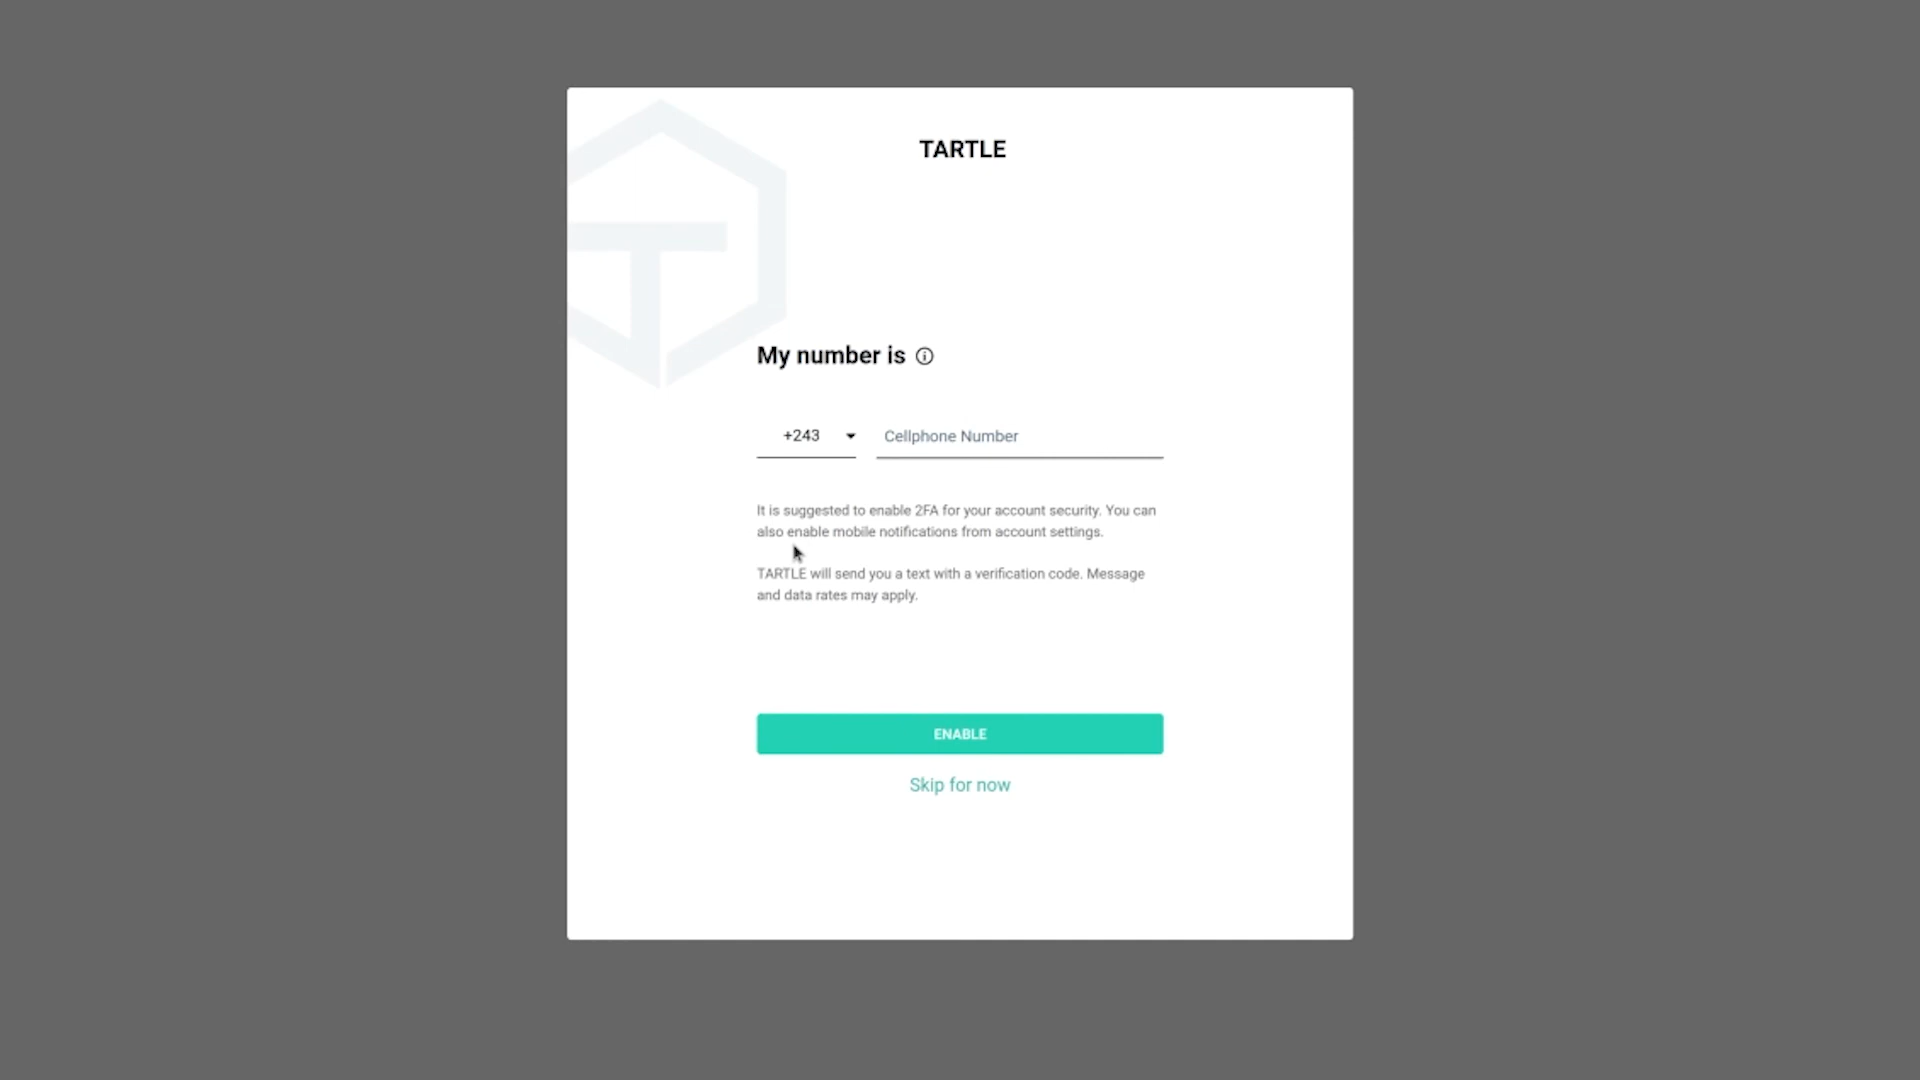 TARTLE
My number is
+243 Cellphone Number
It is suggested to enable 2FA for your account security. You can
also enable mobile notifications from account settings.
TARTLE will send you a text with a verification code. Message
and data rates may apply.
ENABLE
Skip for now